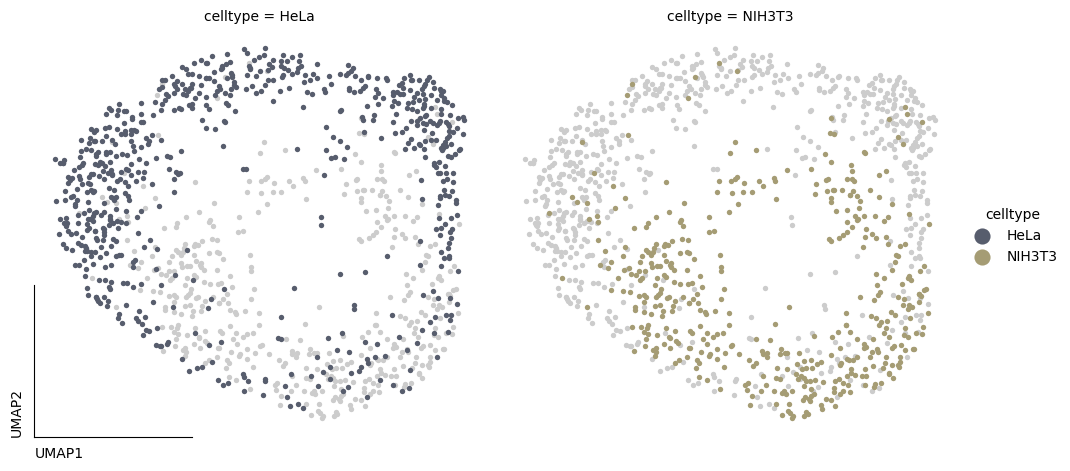 celltype = HeLa
celltype = NIH3T3
celltype
HeLa
NIH3T3
UMAP2
UMAP1